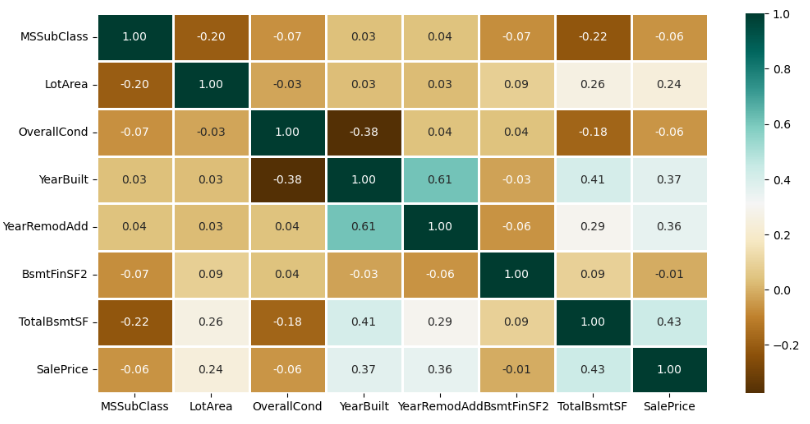 MSSubClass 1.00 -0.20 -0.07 0.03 0.04 -0.07 -0.22 -0.06
LotArea -0.20 1.00 -0.03 0.03 0.03 0.09 0.26 0.24
OverallCond -0.07 -0.03 1.00 -0.38 0.04 0.04 -0.18 -0.06
YearBuilt 0.03 0.03 -0.38 1.00 0.61 -0.03 0.41 0.37
YearRemodAdd 0.04 0.03 0.04 0.61 1.00 -0.06 0.29 0.36
BsmtFinSF2 -0.07 0.09 0.04 -0.03 -0.06 1.00 0.09 -0.01
TotalBsmtSF -0.22 0.26 -0.18 0.41 0.29 0.09 1.00 0.43
SalePrice -0.06 0.24 -0.06 0.37 0.36 -0.01 0.43 1.00
MSSubClass LotArea OverallCond YearBuilt YearRemodAdd BsmtFinSF2 TotalBsmtSF SalePrice
1.0
0.8
0.6
0.4
0.2
0.0
−0.2